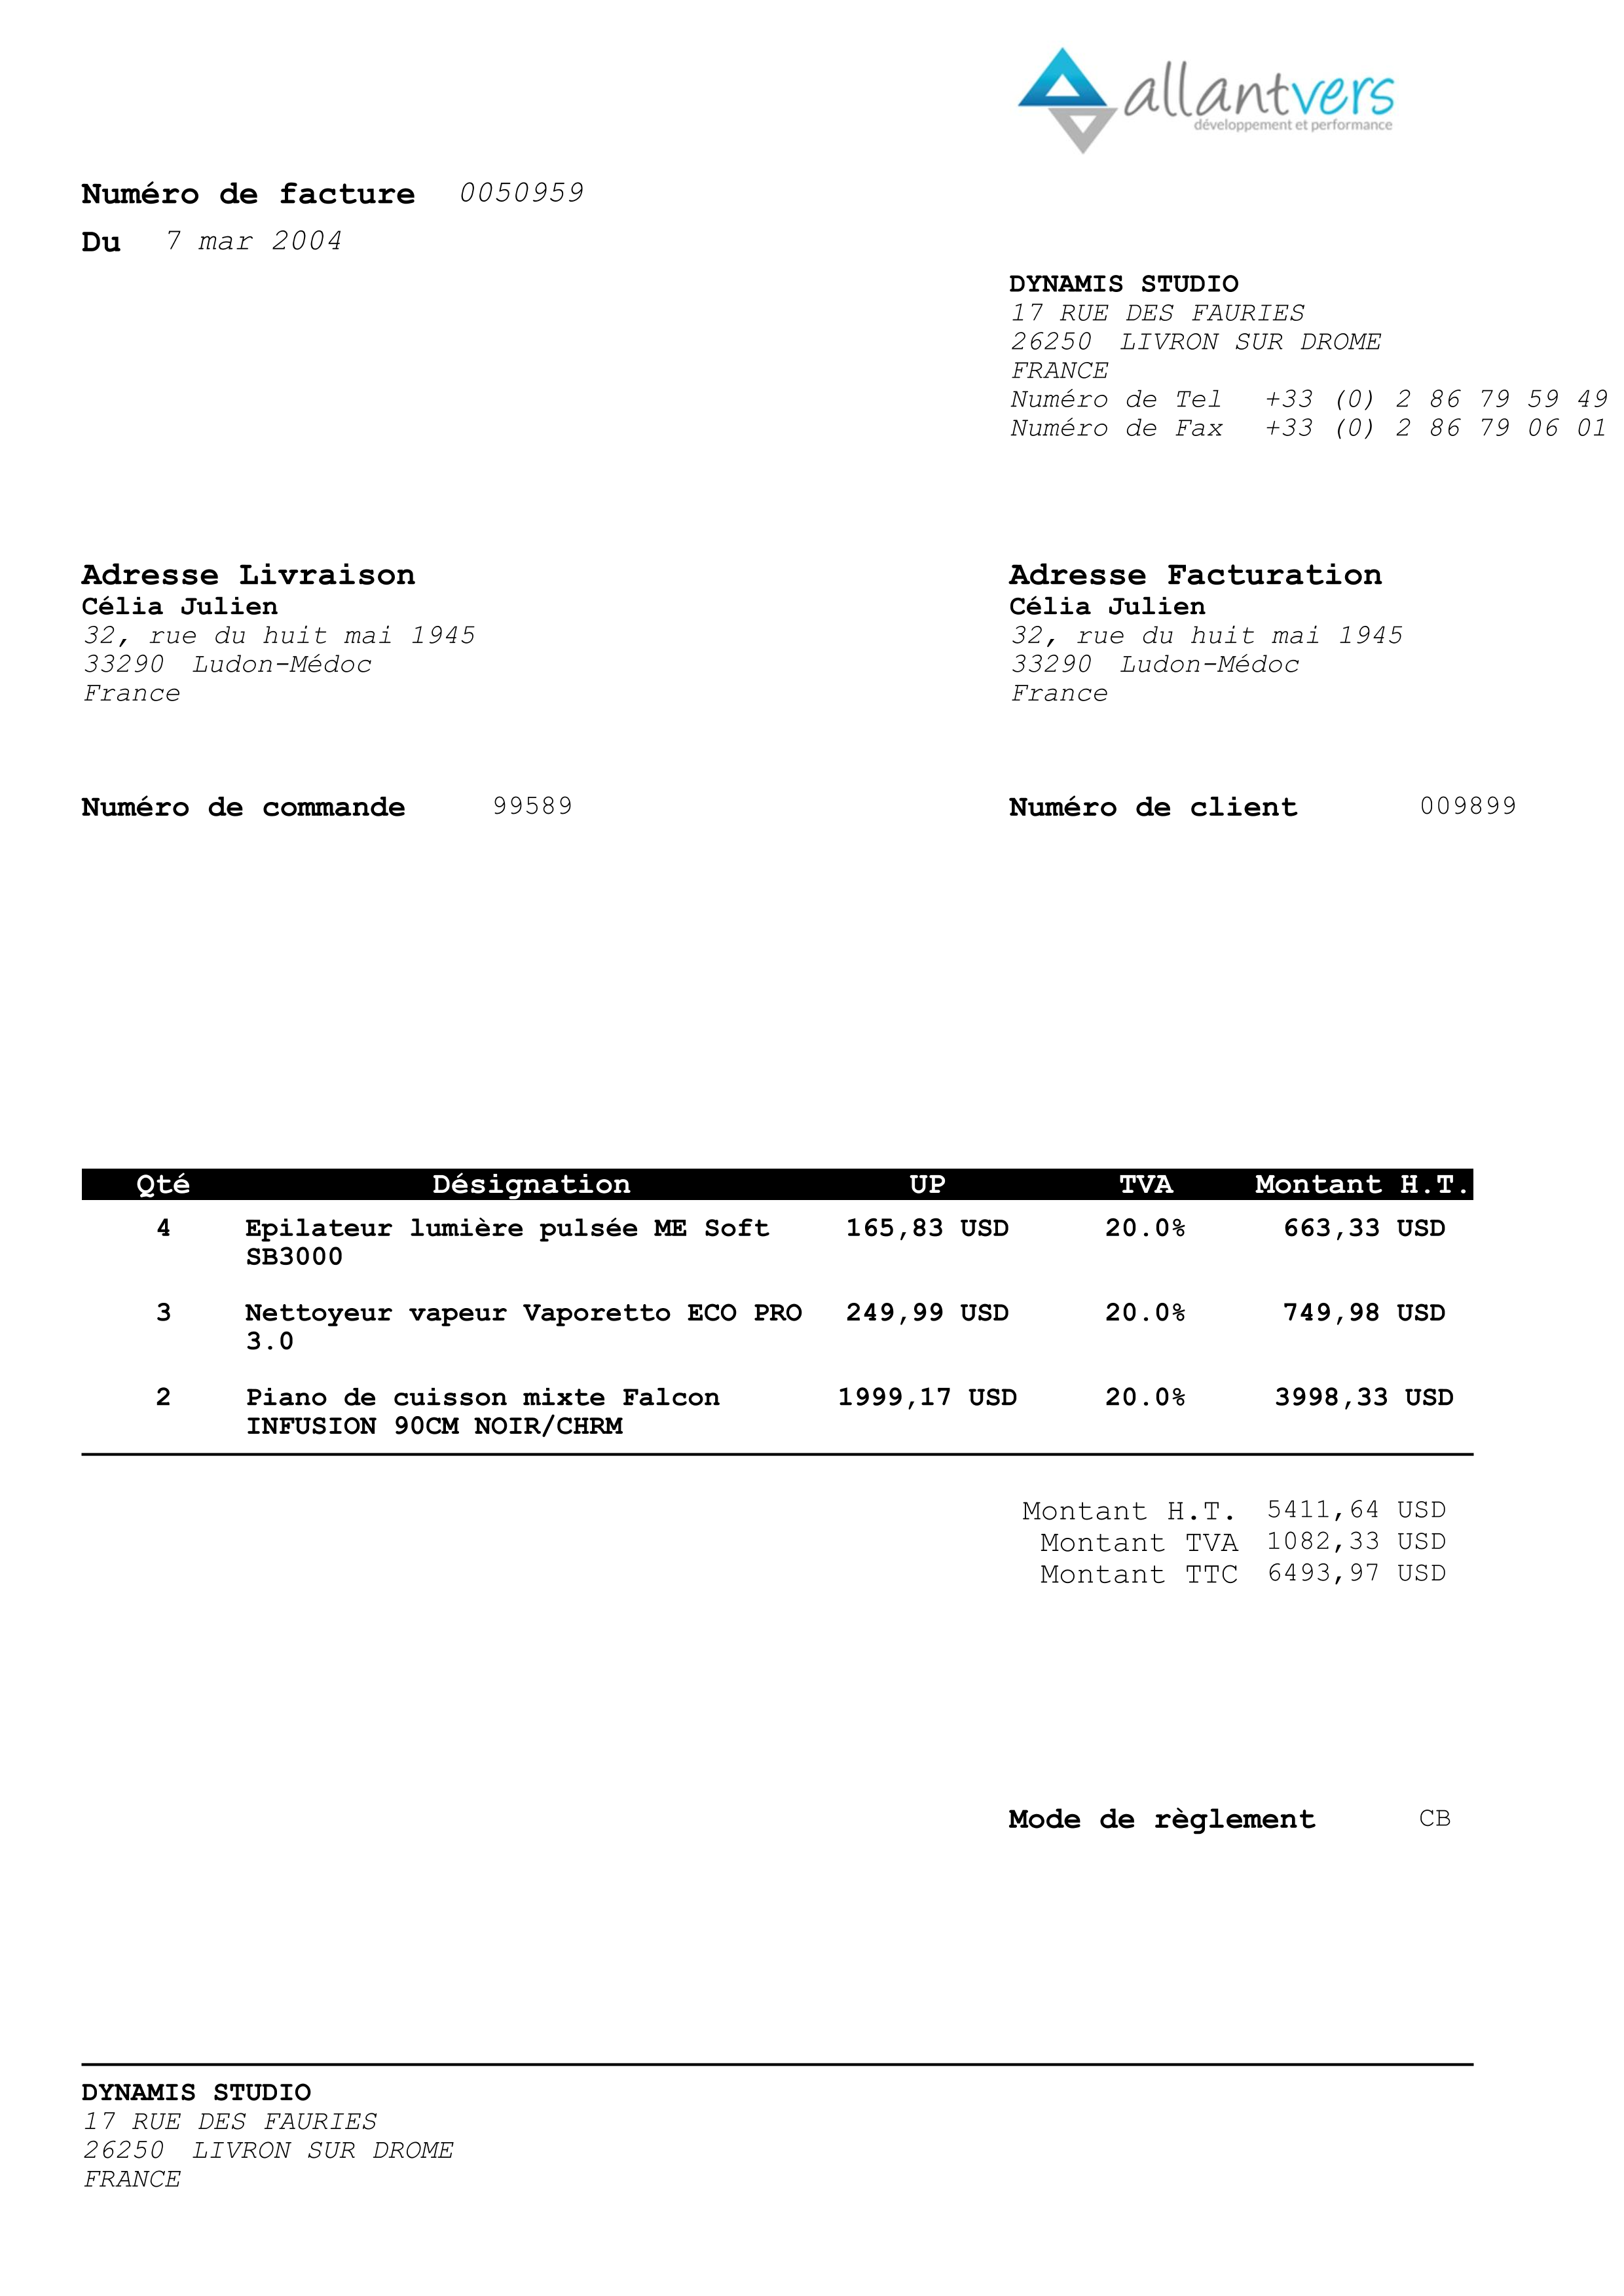 allantvers
développement et performance
Numéro de facture 0050959
Du 7 mar 2004
DYNAMIS STUDIO
17 RUE DES FAURIES
26250 LIVRON SUR DROME
FRANCE
Numéro de Tel +33 (0) 2 86 79 59 49
Numéro de Fax +33 (0) 2 86 79 06 01
Adresse Livraison
Célia Julien
32, rue du huit mai 1945
33290 Ludon-Médoc
France
Adresse Facturation
Célia Julien
32, rue du huit mai 1945
33290 Ludon-Médoc
France
Numéro de commande 99589
Numéro de client 009899
Qté Désignation UP TVA Montant H.T.
4 Epilateur lumière pulsée ME Soft 165,83 USD 20.0% 663,33 USD
SB3000
3 Nettoyeur vapeur Vaporetto ECO PRO 249,99 USD 20.0% 749,98 USD
3.0
2 Piano de cuisson mixte Falcon 1999,17 USD 20.0% 3998,33 USD
INFUSION 90CM NOIR/CHRM
Montant H.T. 5411,64 USD
Montant TVA 1082,33 USD
Montant TTC 6493,97 USD
Mode de règlement CB
DYNAMIS STUDIO
17 RUE DES FAURIES
26250 LIVRON SUR DROME
FRANCE